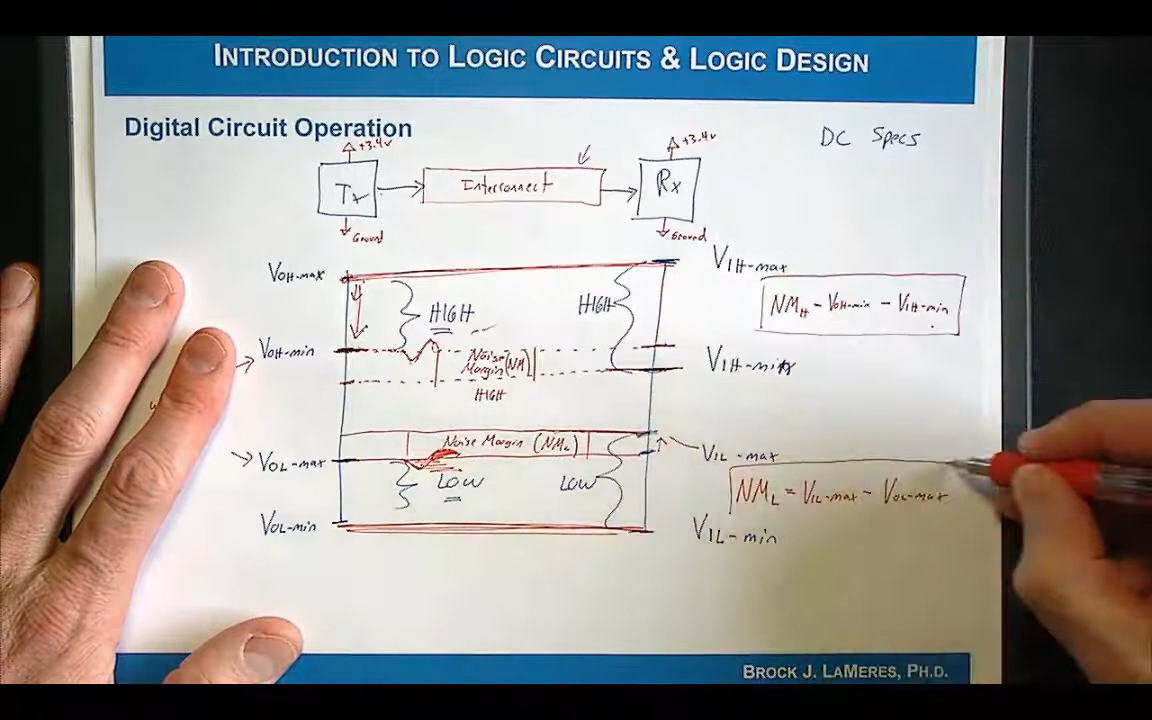 INTRODUCTION TO LOGIC CIRCUITS & LOGIC DESIGN
Digital Circuit Operation
DC Specs
+3.4v
+3.4v
Tx
Interconnect
Rx
Ground
Ground
VOH-max
VIH-max
HIGH
HIGH
NMH = VOH-min - VIH-min
VOH-min
Noise
Margin (NM)
HIGH
VIH-min
Noise Margin (NML)
VOL-max
LOW
LOW
VIL-max
NML = VIL-max - VOL-max
VOL-min
VIL-min
BROCK J. LAMERES, PH.D.